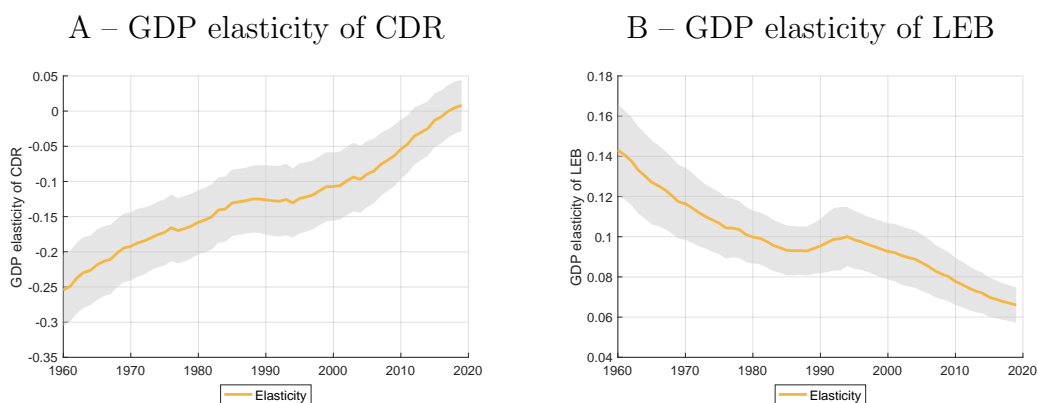 A – GDP elasticity of CDR
GDP elasticity of CDR
0.05
0
-0.05
-0.1
-0.15
-0.2
-0.25
-0.3
-0.35
1960 1970 1980 1990 2000 2010 2020
Elasticity
B – GDP elasticity of LEB
GDP elasticity of LEB
0.18
0.16
0.14
0.12
0.1
0.08
0.06
0.04
1960 1970 1980 1990 2000 2010 2020
Elasticity